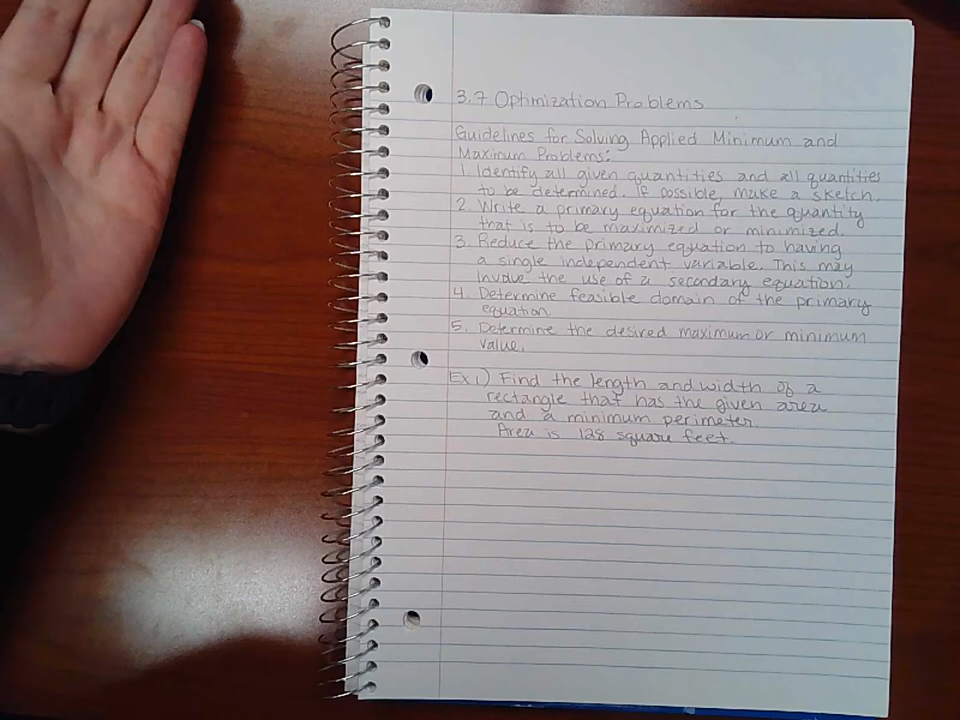 3.7 Optimization Problems
Guidelines for Solving Applied Minimum and
Maximum Problems:
1. Identify all given quantities and all quantities
to be determined. If possible, make a sketch.
2. Write a primary equation for the quantity
that is to be maximized or minimized.
3. Reduce the primary equation to having
a single independent variable. This may
involve the use of a secondary equation.
4. Determine feasible domain of the primary
equation.
5. Determine the desired maximum or minimum
value.
Ex 1) Find the length and width of a
rectangle that has the given area
and a minimum perimeter.
Area is 128 square feet.